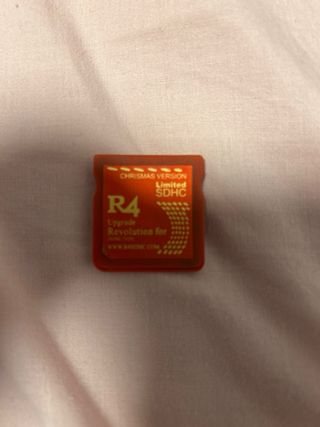 CHRISMAS VERSION
Limited
SDHC
R4
Upgrade
Revolution for